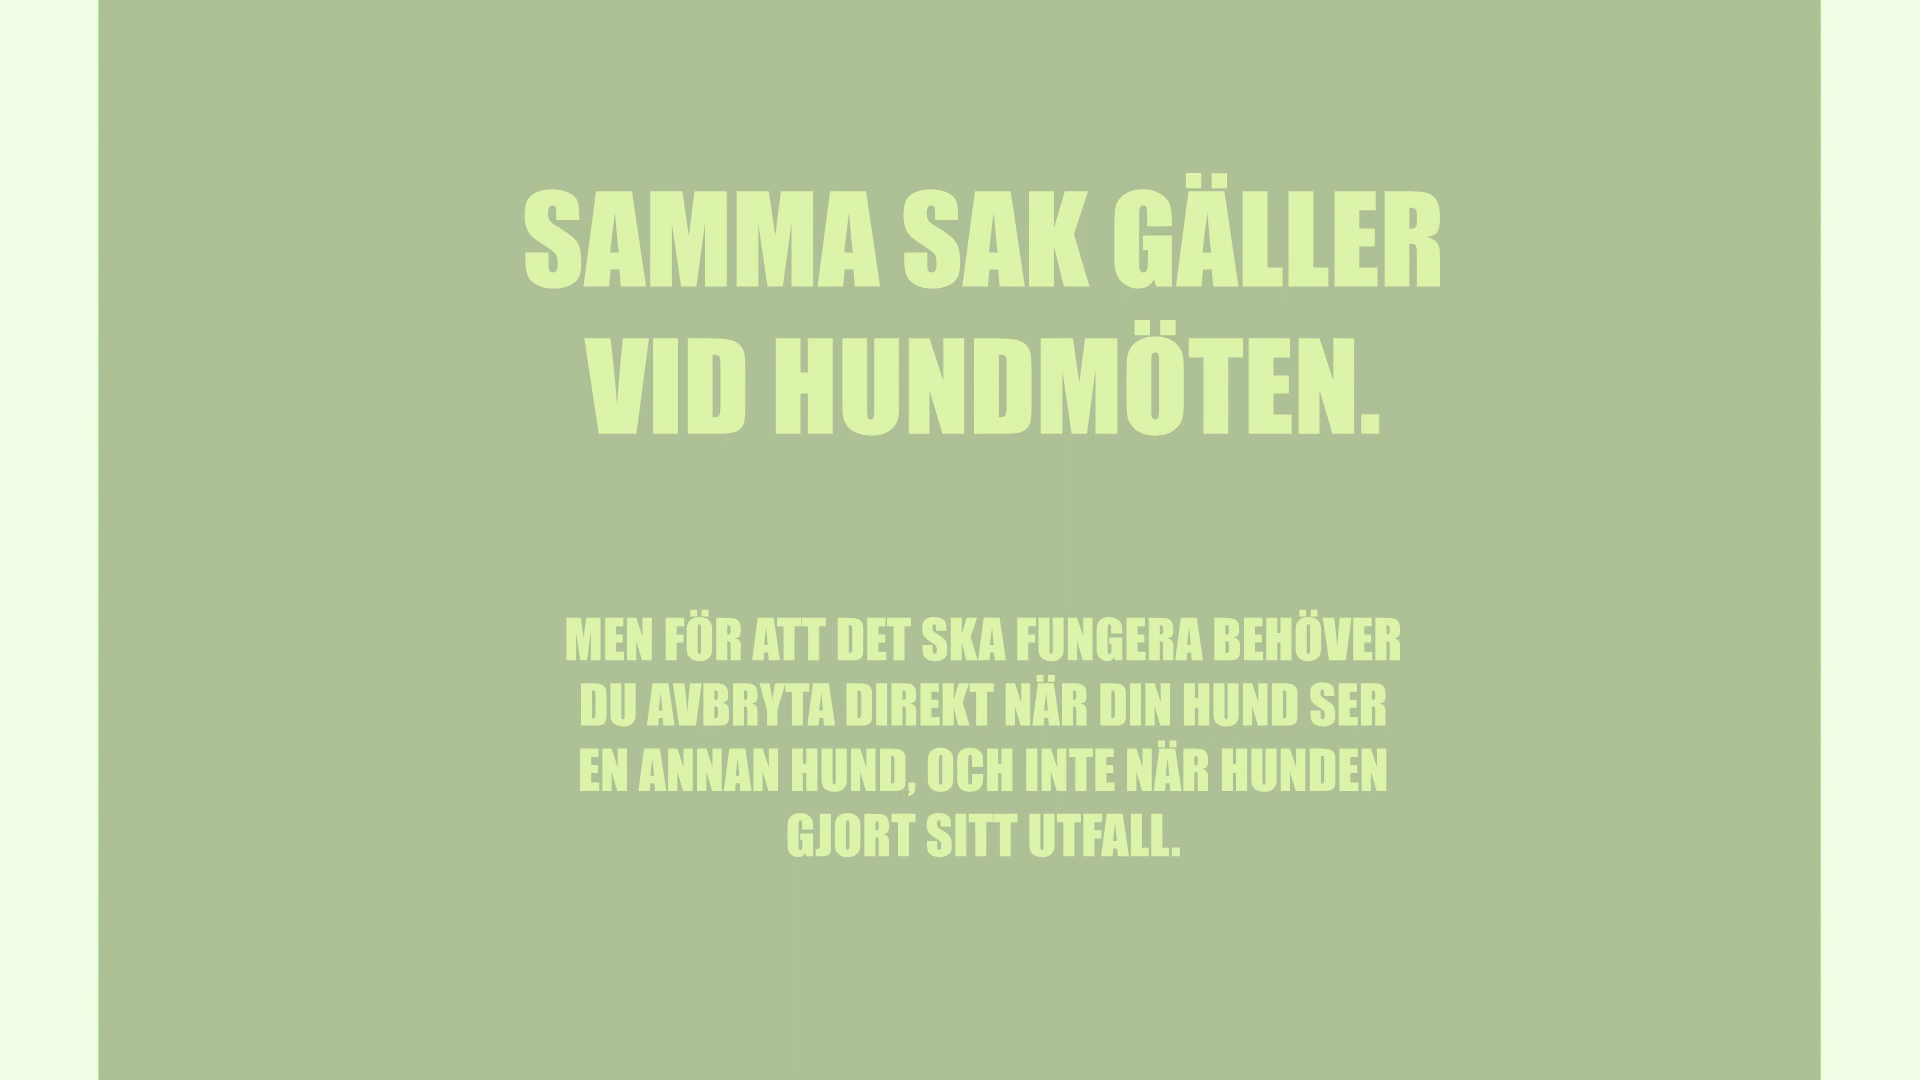 SAMMA SAK GÄLLER
VID HUNDMÖTEN.
MEN FÖR ATT DET SKA FUNGERA BEHÖVER
DU AVBRYTA DIREKT NÄR DIN HUND SER
EN ANNAN HUND, OCH INTE NÄR HUNDEN
GJORT SITT UTFALL.